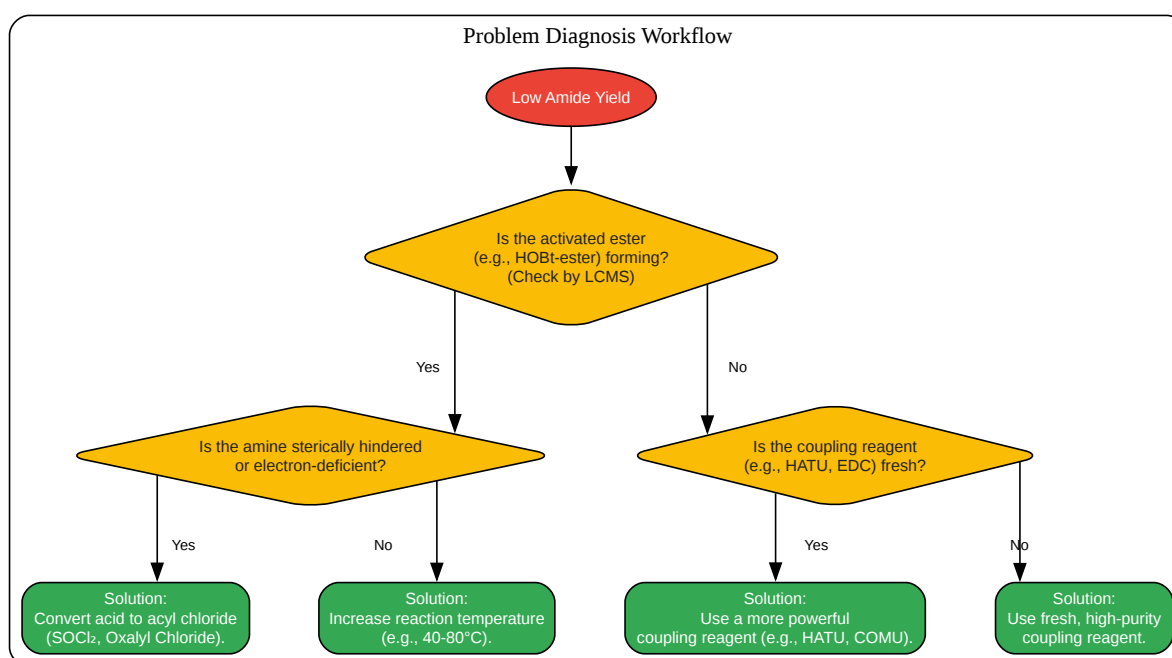 Problem Diagnosis Workflow
Low Amide Yield
Is the activated ester
(e.g., HOBt-ester) forming?
(Check by LCMS)
Yes
No
Is the amine sterically hindered
or electron-deficient?
Is the coupling reagent
(e.g., HATU, EDC) fresh?
Yes
No
Yes
No
Solution:
Convert acid to acyl chloride
(SOCl₂, Oxalyl Chloride).
Solution:
Increase reaction temperature
(e.g., 40-80°C).
Solution:
Use a more powerful
coupling reagent (e.g., HATU, COMU).
Solution:
Use fresh, high-purity
coupling reagent.